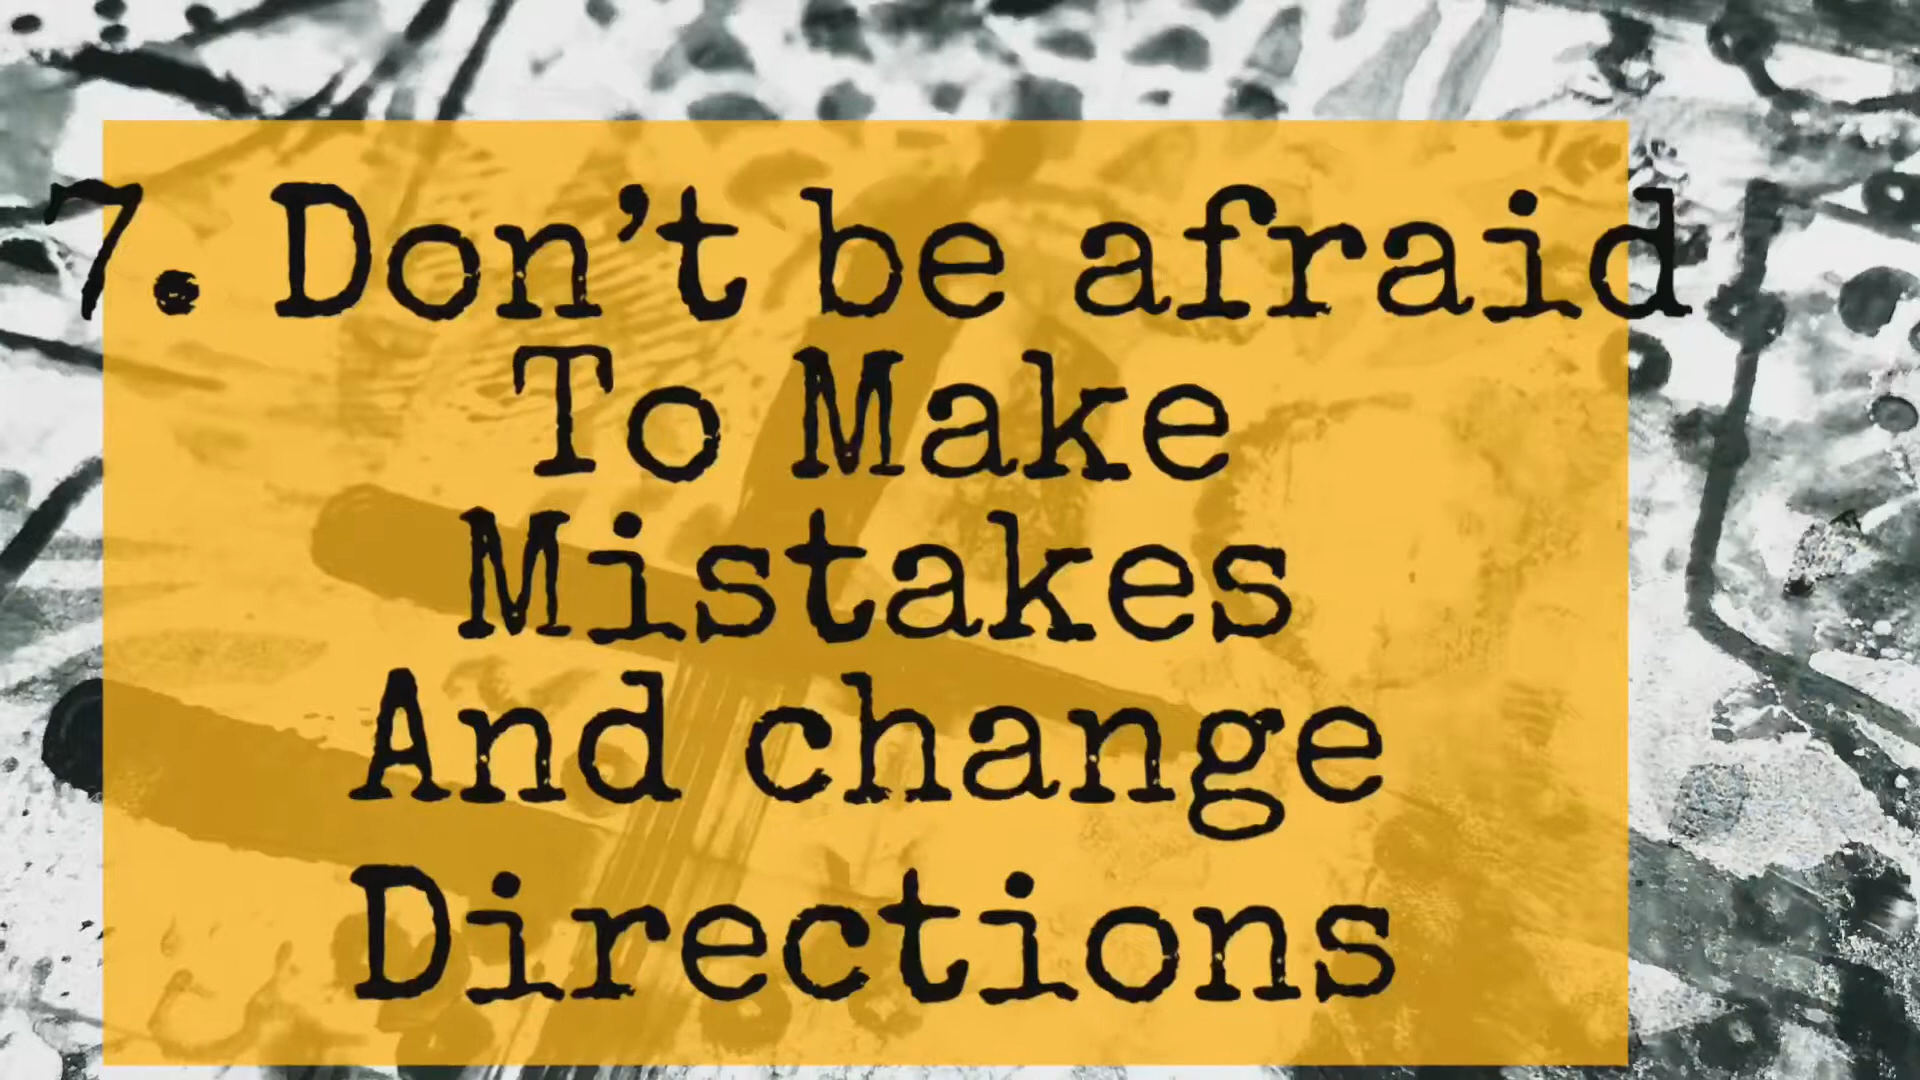 7. Don't be afraid
To Make
Mistakes
And change
Directions